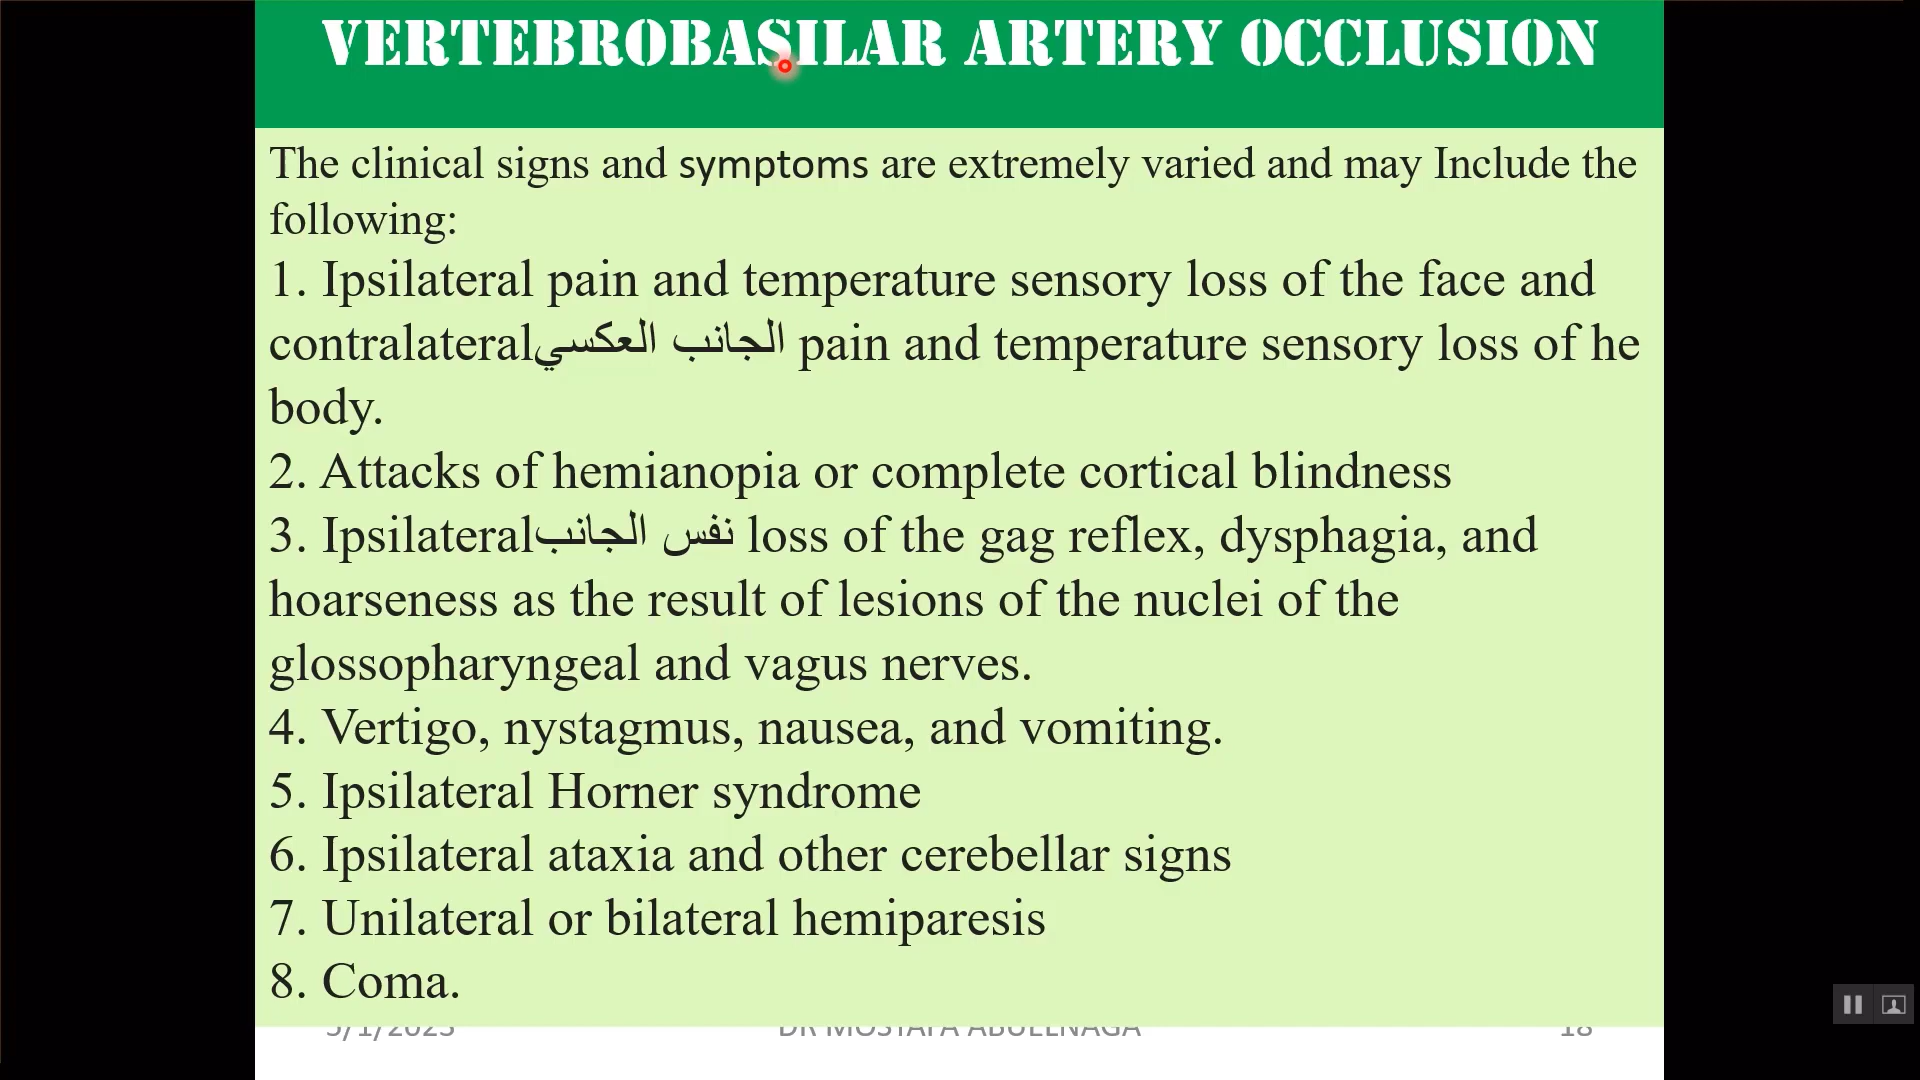 VERTEBROBASILAR ARTERY OCCLUSION
The clinical signs and symptoms are extremely varied and may Include the
following:
1. Ipsilateral pain and temperature sensory loss of the face and
contralateralالجانب العكسي pain and temperature sensory loss of he
body.
2. Attacks of hemianopia or complete cortical blindness
3. Ipsilateralنفس الجانب loss of the gag reflex, dysphagia, and
hoarseness as the result of lesions of the nuclei of the
glossopharyngeal and vagus nerves.
4. Vertigo, nystagmus, nausea, and vomiting.
5. Ipsilateral Horner syndrome
6. Ipsilateral ataxia and other cerebellar signs
7. Unilateral or bilateral hemiparesis
8. Coma.
DR MOSTAFA ABUELNAGA 18